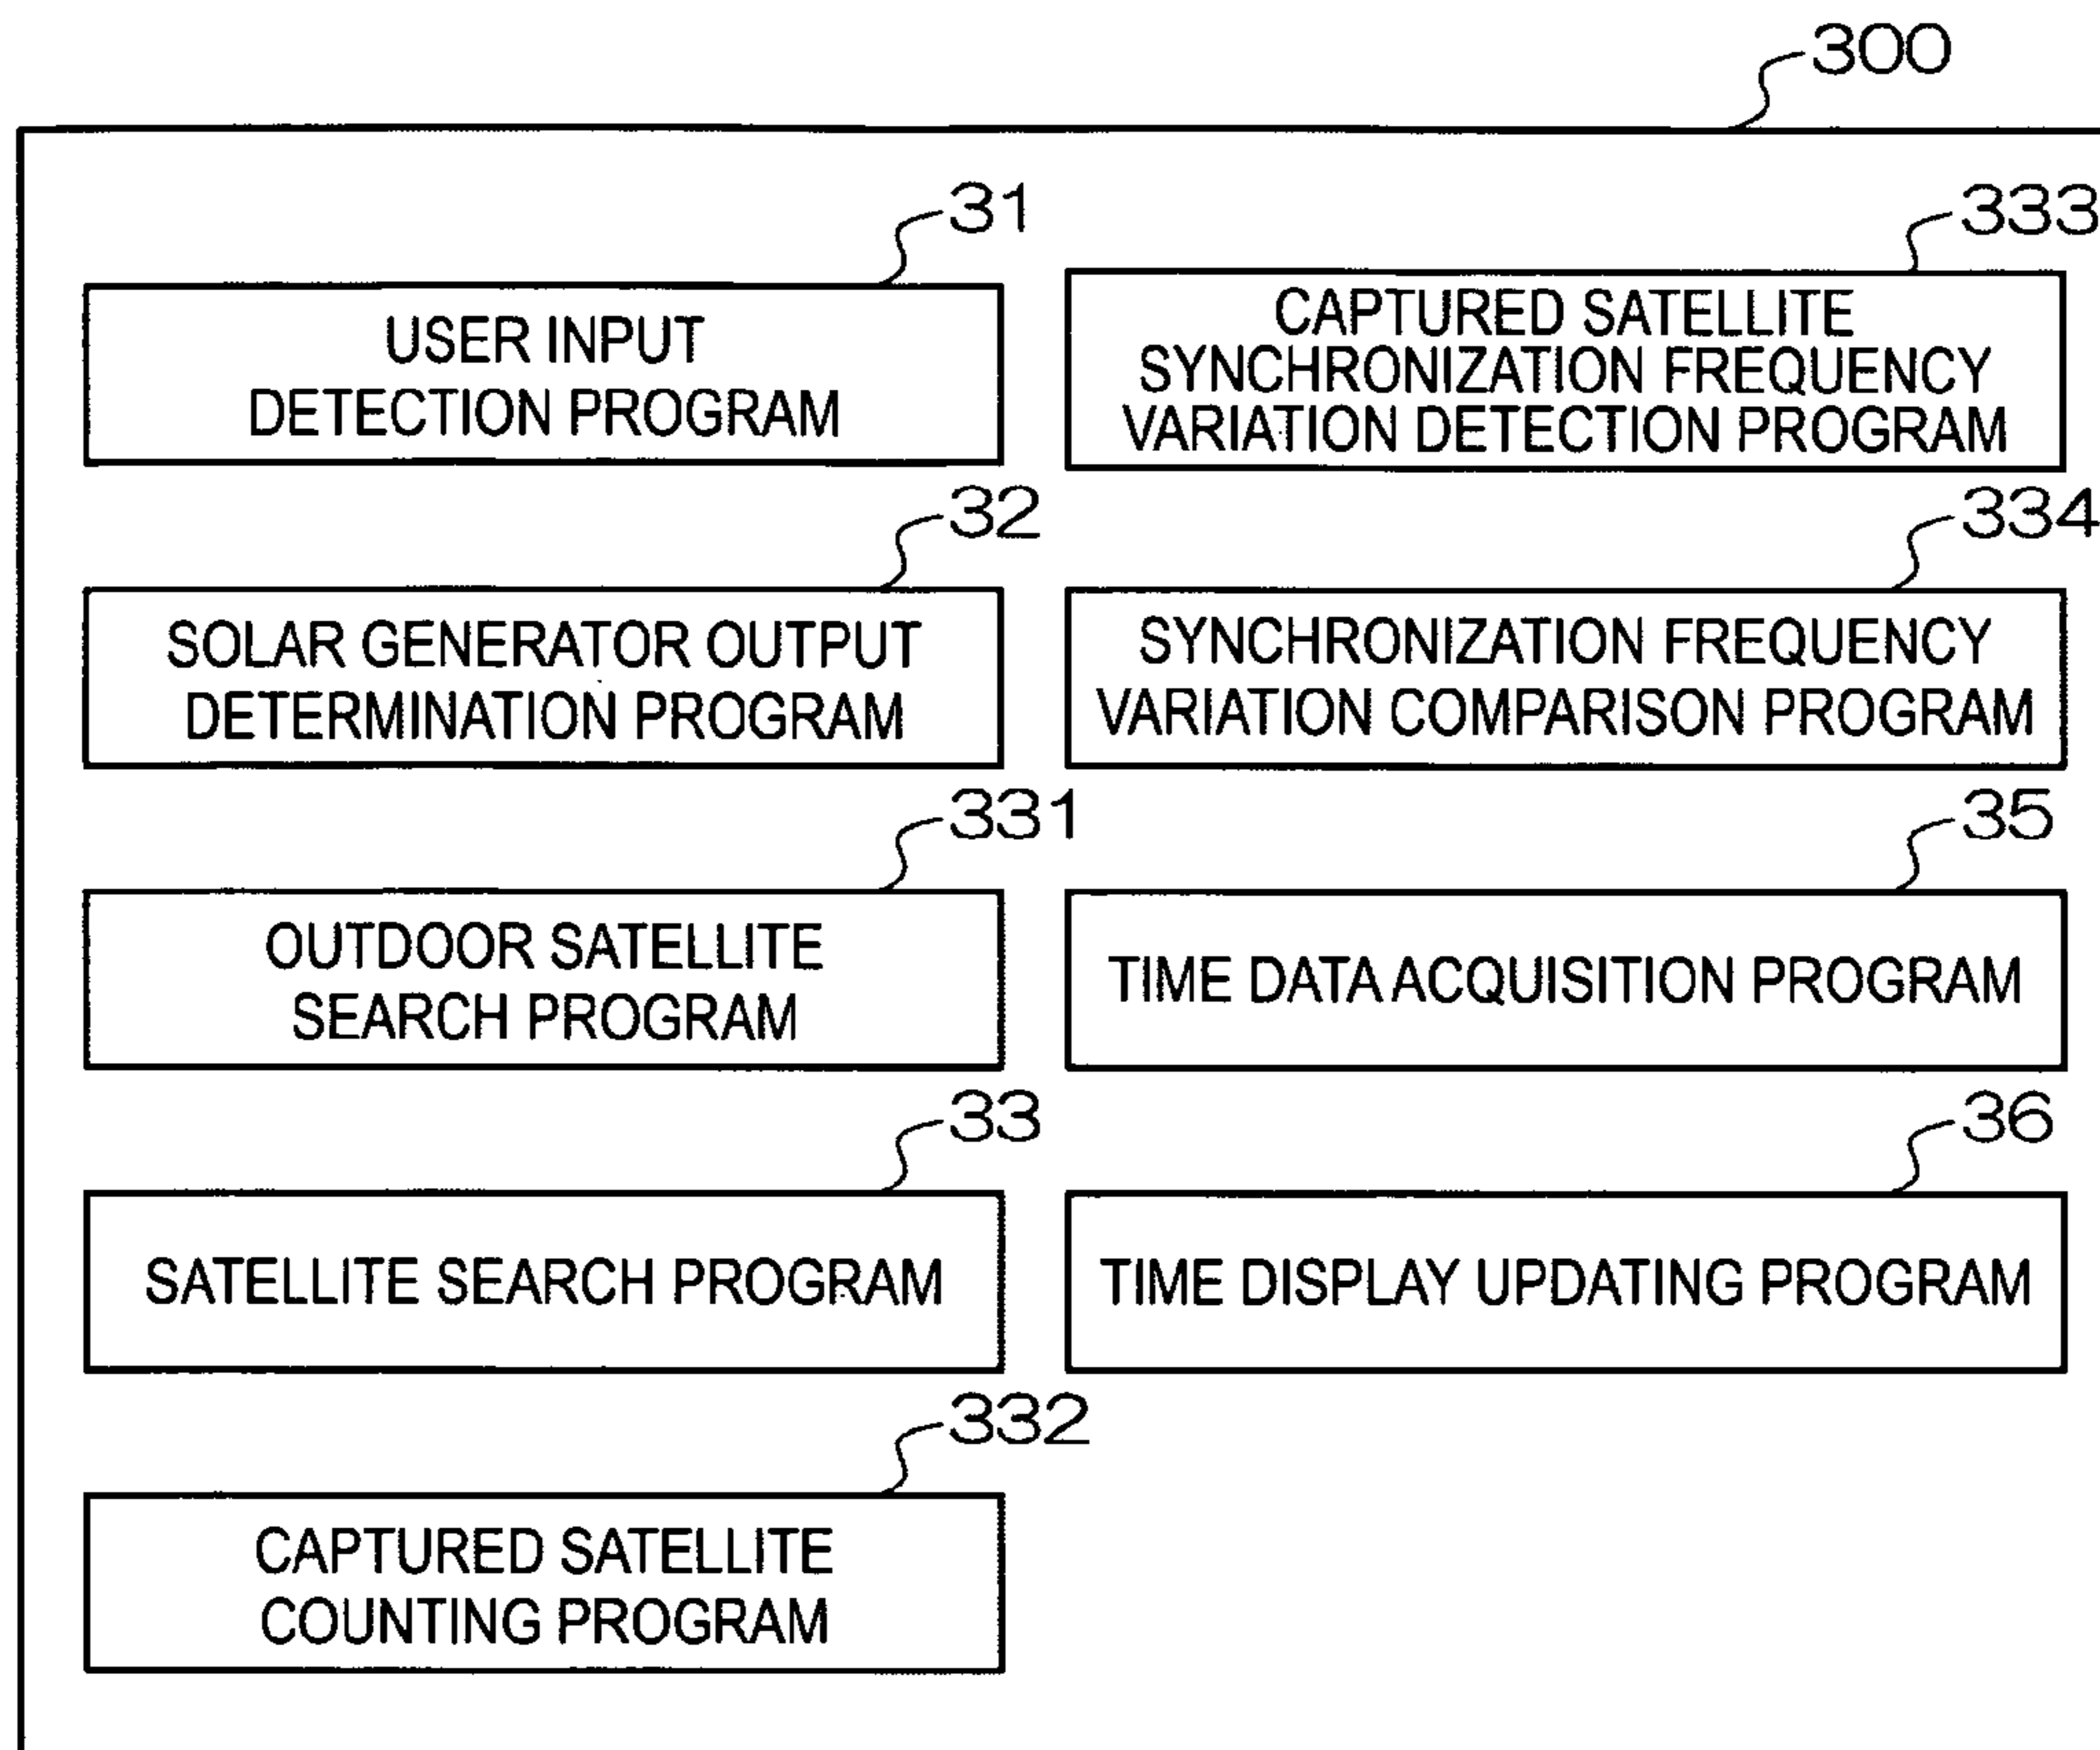 300
31
USER INPUT
DETECTION PROGRAM
32
SOLAR GENERATOR OUTPUT
DETERMINATION PROGRAM
331
OUTDOOR SATELLITE
SEARCH PROGRAM
33
SATELLITE SEARCH PROGRAM
332
CAPTURED SATELLITE
COUNTING PROGRAM
333
CAPTURED SATELLITE
SYNCHRONIZATION FREQUENCY
VARIATION DETECTION PROGRAM
334
SYNCHRONIZATION FREQUENCY
VARIATION COMPARISON PROGRAM
35
TIME DATA ACQUISITION PROGRAM
36
TIME DISPLAY UPDATING PROGRAM